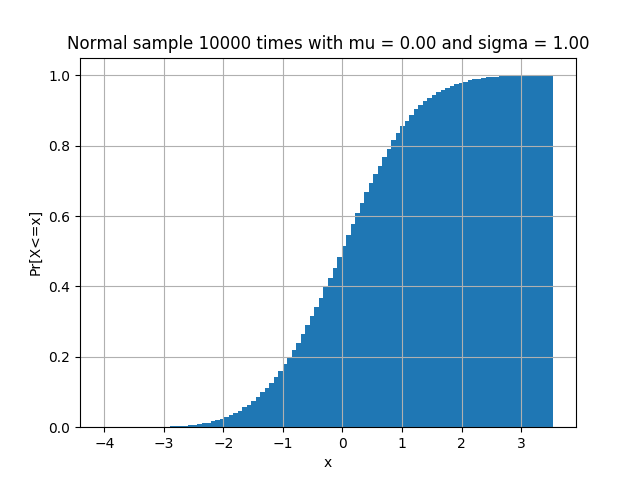 Normal sample 10000 times with mu = 0.00 and sigma = 1.00
1.0
0.8
0.6
0.4
0.2
0.0
Pr[X<=x]
−4 −3 −2 −1 0 1 2 3
x